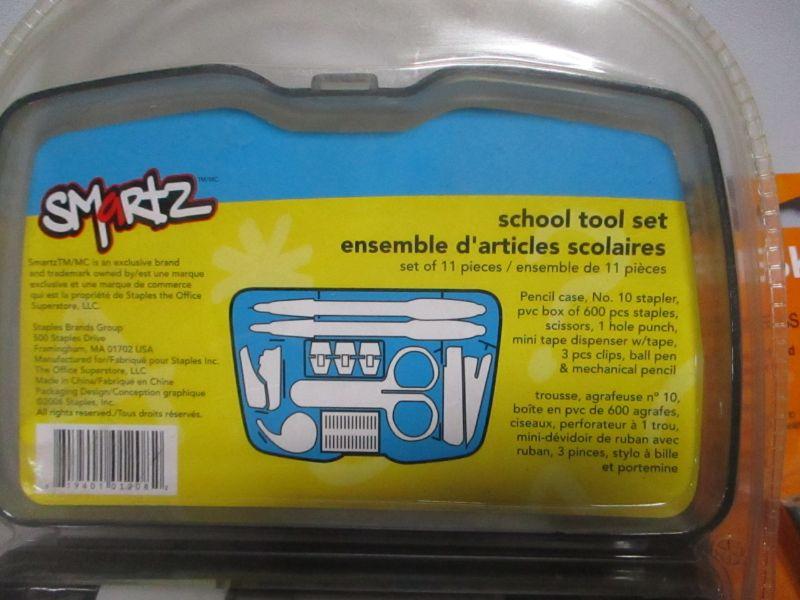 SMaRTZ TM/MC
SmartzTM/MC is an exclusive brand
and trademark owned by/est une marque
exclusive et une marque de commerce
qui est la propriété de Staples the Office
Superstore, LLC.
Staples Brands Group
500 Staples Drive
Framingham, MA 01702 USA
Manufactured for/Fabriqué pour Staples Inc.
The Office Superstore, LLC
Made in China/Fabriqué en Chine
Packaging Design/Conception graphique
©2006 Staples, Inc.
All rights reserved./Tous droits réservés.
school tool set
ensemble d'articles scolaires
set of 11 pieces / ensemble de 11 pièces
Pencil case, No. 10 stapler,
pvc box of 600 pcs staples,
scissors, 1 hole punch,
mini tape dispenser w/tape,
3 pcs clips, ball pen
& mechanical pencil
trousse, agrafeuse nº 10,
boîte en pvc de 600 agrafes,
ciseaux, perforateur à 1 trou,
mini-dévidoir de ruban avec
ruban, 3 pinces, stylo à bille
et portemine